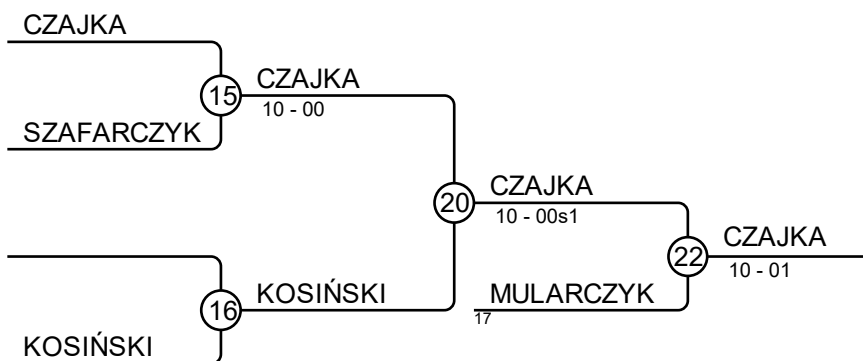 CZAJKA
15
CZAJKA
10 - 00
SZAFARCZYK
20
CZAJKA
10 - 00s1
22
CZAJKA
10 - 01
16
KOSIŃSKI
MULARCZYK
17
KOSIŃSKI